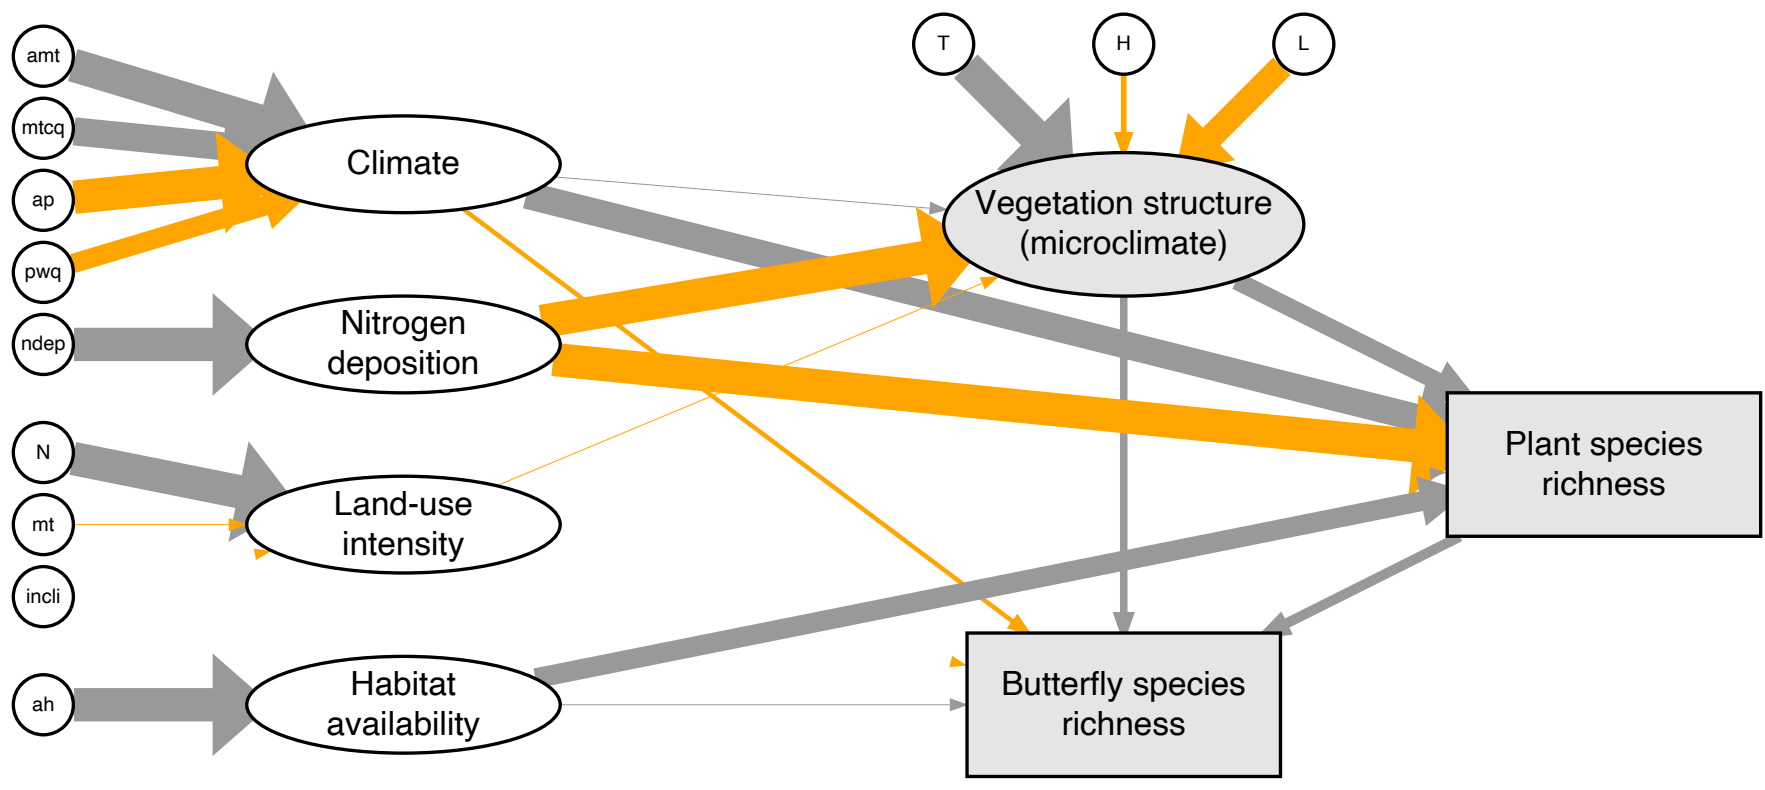 amt
mtcq
ap
pwq
ndep
N
mt
incli
ah
Climate
Nitrogen
deposition
Land-use
intensity
Habitat
availability
T
H
L
Vegetation structure
(microclimate)
Plant species
richness
Butterfly species
richness